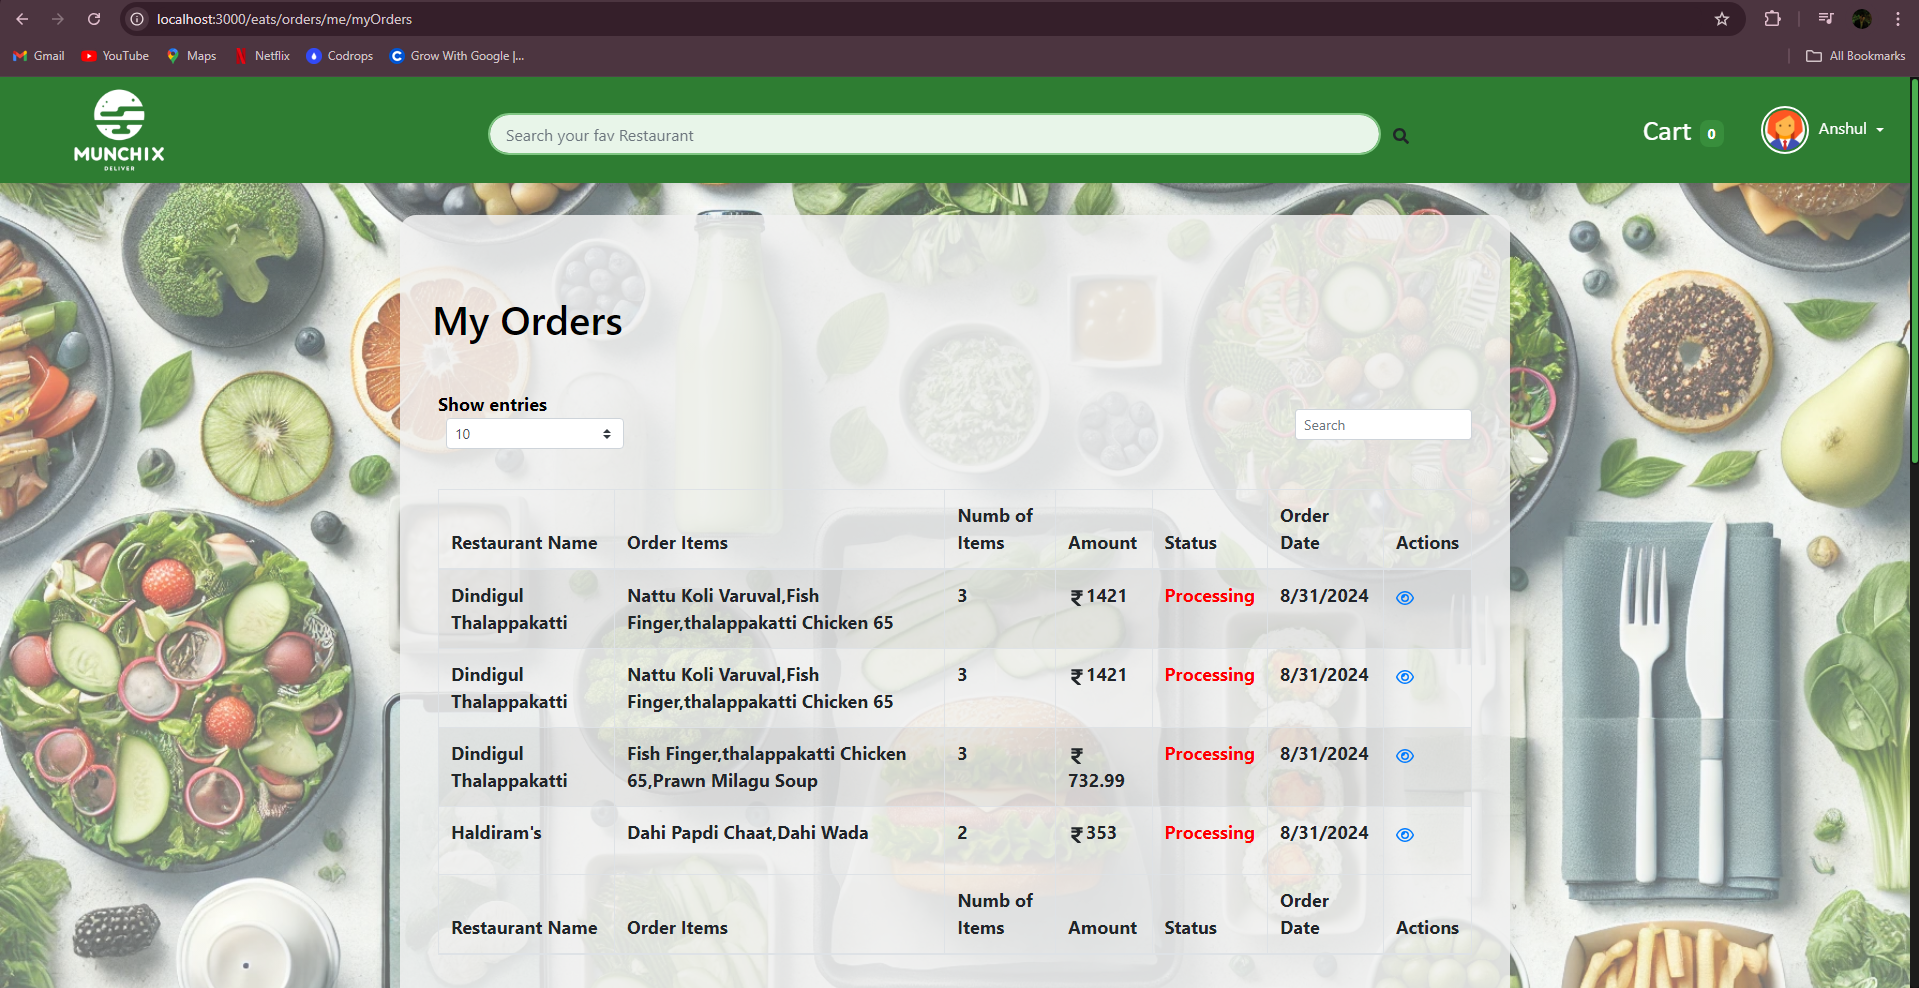 localhost:3000/eats/orders/me/myOrders
Gmail YouTube Maps Netflix Codrops Grow With Google |... All Bookmarks
MUNCHIX
DELIVER
Search your fav Restaurant
Cart 0
Anshul
My Orders
Show entries
10
Search
Restaurant Name Order Items Numb of Items Amount Status Order Date Actions
Dindigul Thalappakatti Nattu Koli Varuval,Fish Finger,thalappakatti Chicken 65 3 ₹ 1421 Processing 8/31/2024
Dindigul Thalappakatti Nattu Koli Varuval,Fish Finger,thalappakatti Chicken 65 3 ₹ 1421 Processing 8/31/2024
Dindigul Thalappakatti Fish Finger,thalappakatti Chicken 65,Prawn Milagu Soup 3 ₹ 732.99 Processing 8/31/2024
Haldiram's Dahi Papdi Chaat,Dahi Wada 2 ₹ 353 Processing 8/31/2024
Restaurant Name Order Items Numb of Items Amount Status Order Date Actions